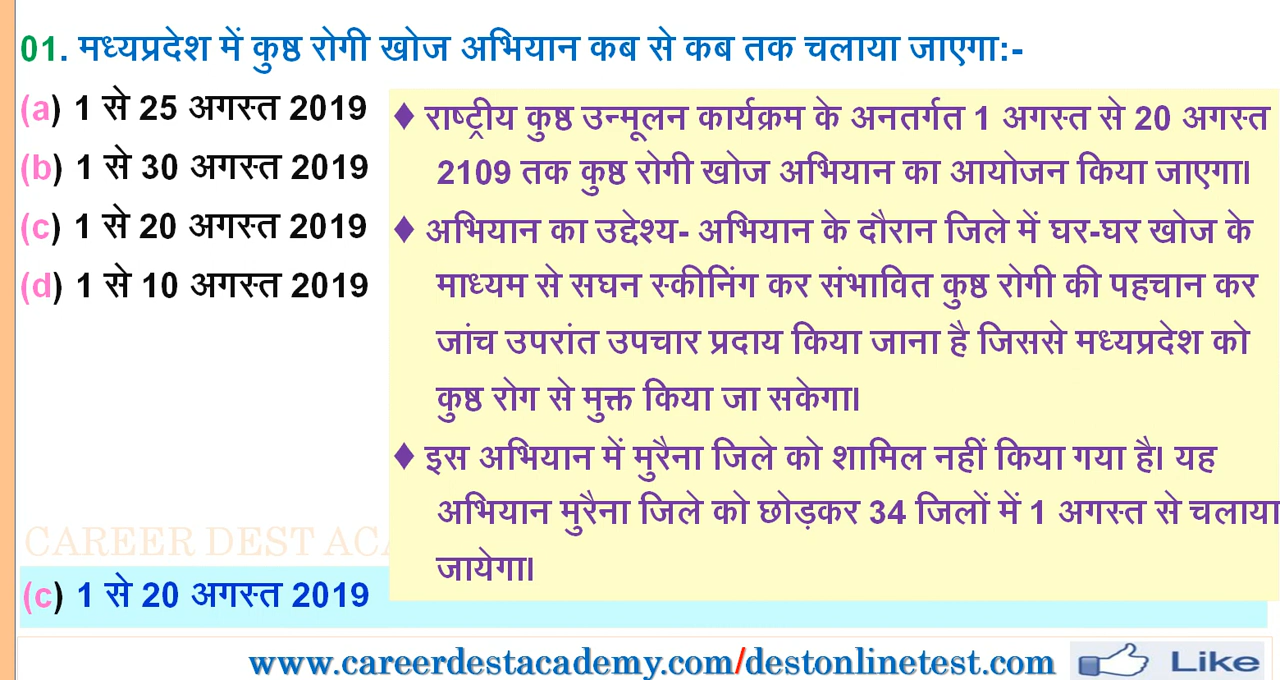 01. मध्यप्रदेश में कुष्ठ रोगी खोज अभियान कब से कब तक चलाया जाएगा:-
(a) 1 से 25 अगस्त 2019
(b) 1 से 30 अगस्त 2019
(c) 1 से 20 अगस्त 2019
(d) 1 से 10 अगस्त 2019
♦ राष्ट्रीय कुष्ठ उन्मूलन कार्यक्रम के अनतर्गत 1 अगस्त से 20 अगस्त
2109 तक कुष्ठ रोगी खोज अभियान का आयोजन किया जाएगा।
♦ अभियान का उद्देश्य- अभियान के दौरान जिले में घर-घर खोज के
माध्यम से सघन स्कीनिंग कर संभावित कुष्ठ रोगी की पहचान कर
जांच उपरांत उपचार प्रदाय किया जाना है जिससे मध्यप्रदेश को
कुष्ठ रोग से मुक्त किया जा सकेगा।
♦ इस अभियान में मुरैना जिले को शामिल नहीं किया गया है। यह
अभियान मुरैना जिले को छोड़कर 34 जिलों में 1 अगस्त से चलाया
जायेगा।
CAREER DEST ACA
(c) 1 से 20 अगस्त 2019
www.careerdestacademy.com/destonlinetest.com Like